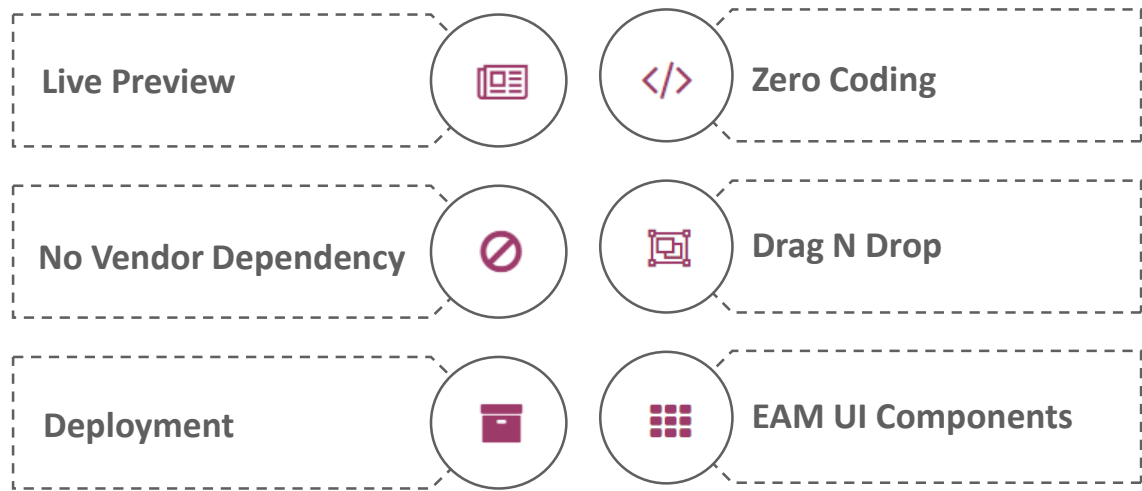 Live Preview
Zero Coding
No Vendor Dependency
Drag N Drop
Deployment
EAM UI Components